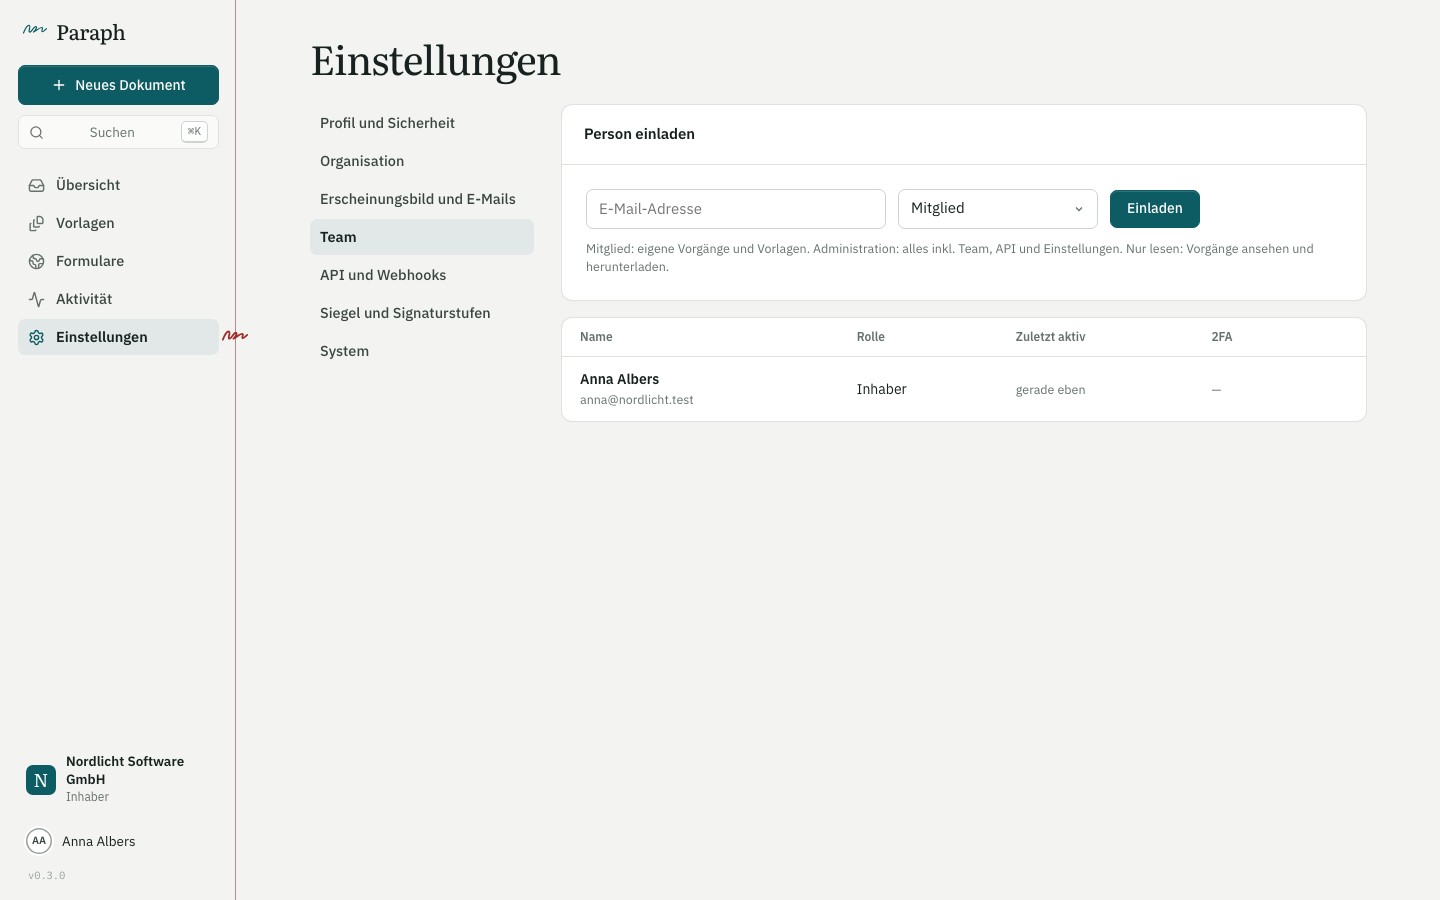 Paraph
Neues Dokument
Suchen ⌘K
Übersicht
Vorlagen
Formulare
Aktivität
Einstellungen
Nordlicht Software
GmbH
Inhaber
N
AA
Anna Albers
v0.3.0
Einstellungen
Profil und Sicherheit
Organisation
Erscheinungsbild und E-Mails
Team
API und Webhooks
Siegel und Signaturstufen
System
Person einladen
E-Mail-Adresse Mitglied Einladen
Mitglied: eigene Vorgänge und Vorlagen. Administration: alles inkl. Team, API und Einstellungen. Nur lesen: Vorgänge ansehen und
herunterladen.
Name Rolle Zuletzt aktiv 2FA
Anna Albers
anna@nordlicht.test
Inhaber gerade eben —